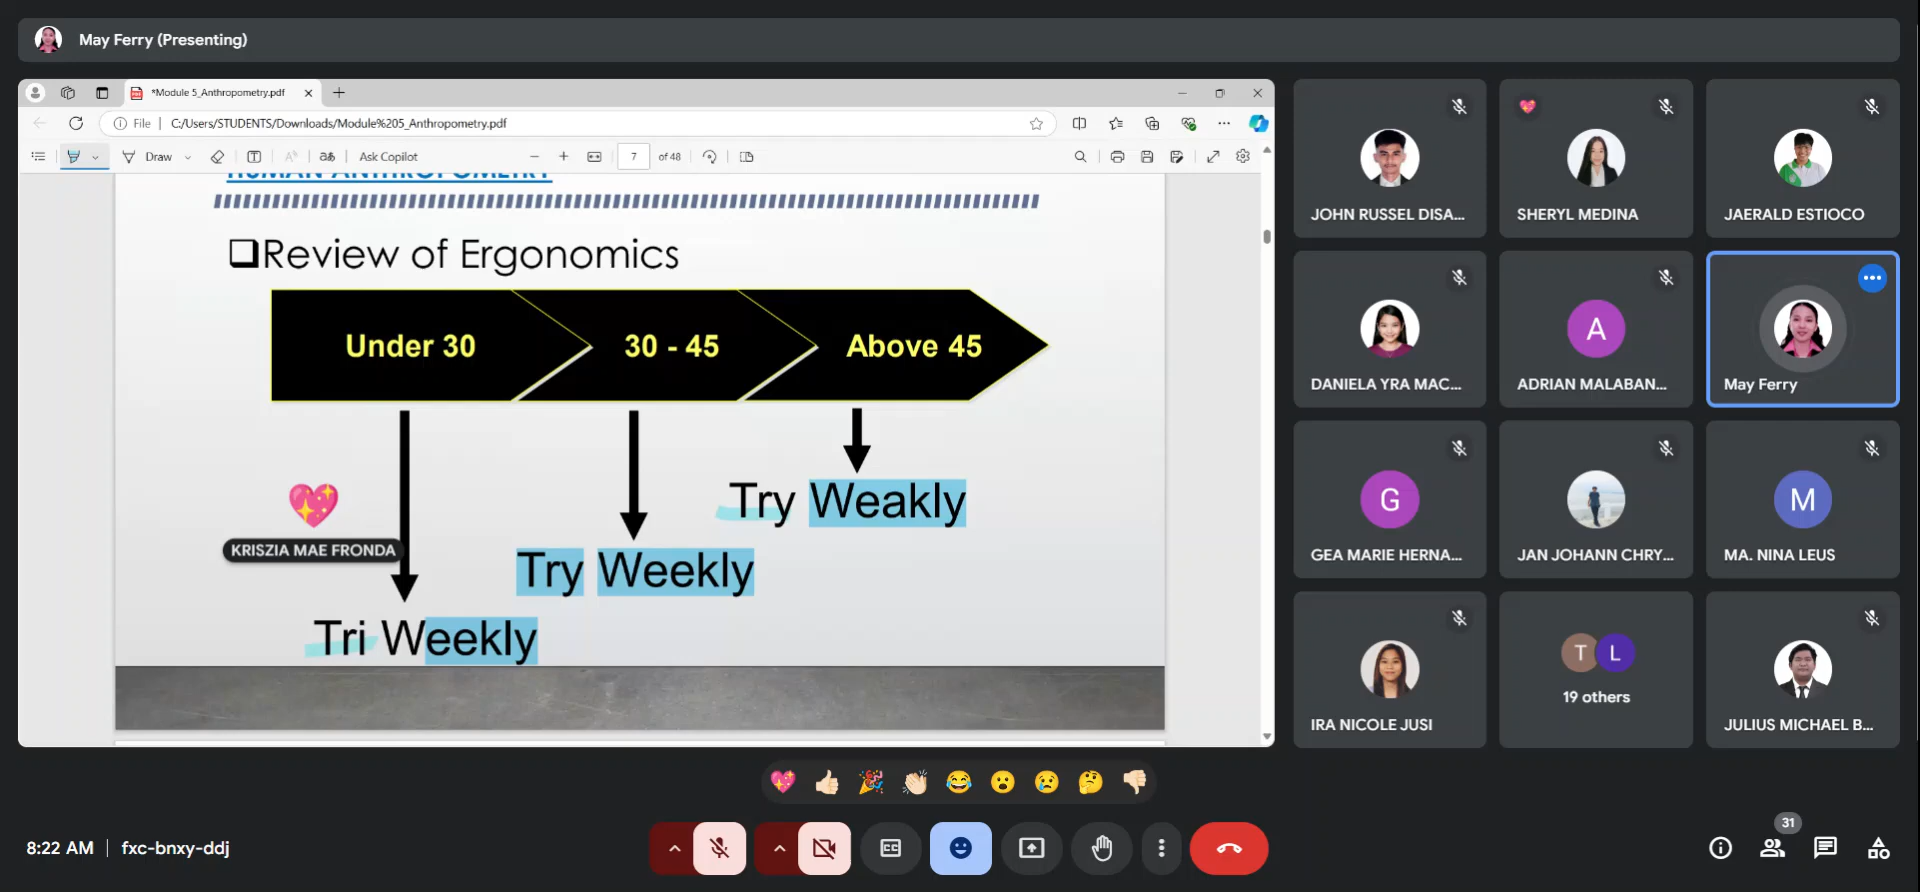 May Ferry (Presenting)
*Module 5_Anthropometry.pdf
File | C:/Users/STUDENTS/Downloads/Module%205_Anthropometry.pdf
Draw
Ask Copilot
7 of 48
HUMAN ANTHROPOMETRY
Review of Ergonomics
Under 30
30 - 45
Above 45
Try Weakly
KRISZIA MAE FRONDA
Try Weekly
Tri Weekly
JOHN RUSSEL DISA...
SHERYL MEDINA
JAERALD ESTIOCO
DANIELA YRA MAC...
A
ADRIAN MALABAN...
May Ferry
G
GEA MARIE HERNA...
JAN JOHANN CHRY...
M
MA. NINA LEUS
IRA NICOLE JUSI
T L
19 others
JULIUS MICHAEL B...
8:22 AM | fxc-bnxy-ddj
31